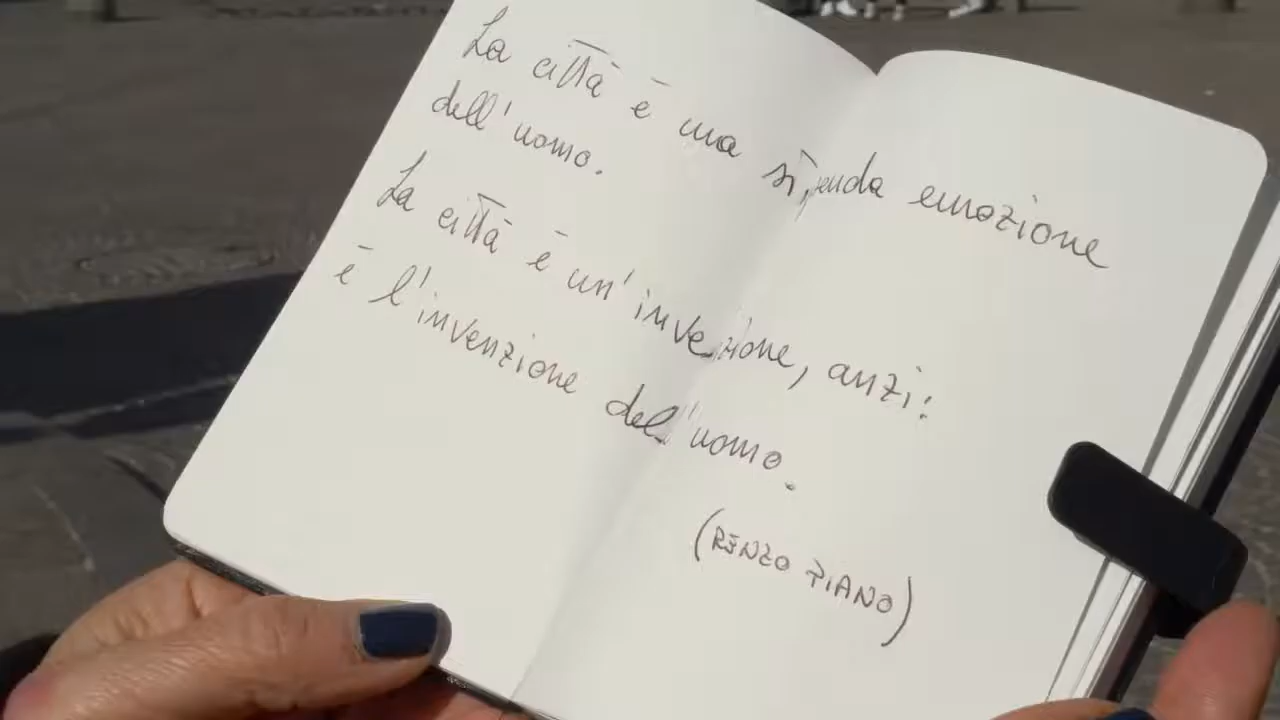 La città è una stupenda emozione
dell'uomo.
La città è un'invenzione, anzi:
è l'invenzione dell'uomo.
(RENZO PIANO)